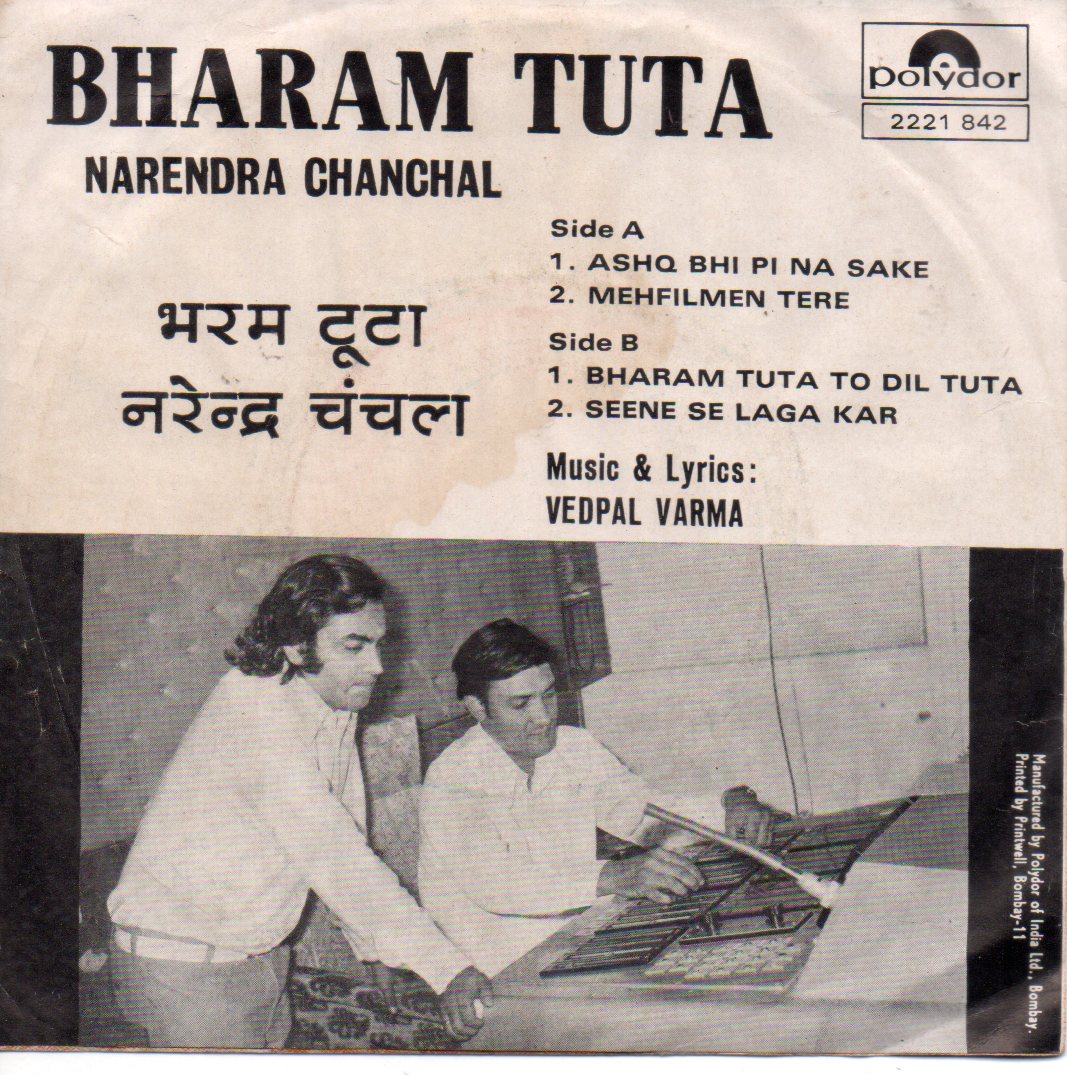 BHARAM TUTA
NARENDRA CHANCHAL
polydor
2221 842
Side A
1. ASHQ BHI PI NA SAKE
2. MEHFILMEN TERE
Side B
1. BHARAM TUTA TO DIL TUTA
2. SEENE SE LAGA KAR
भरम टूटा
नरेन्द्र चंचल
Music & Lyrics:
VEDPAL VARMA
Manufactured by Polydor of India Ltd., Bombay.
Printed by Printwell, Bombay-11